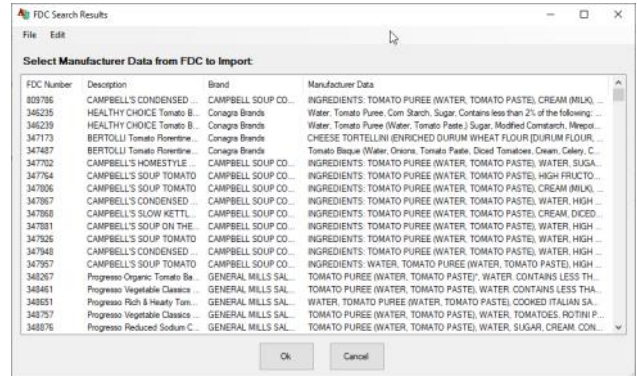 FDC Search Results
File Edit
Select Manufacturer Data from FDC to Import:
FDC Number Description Brand Manufacturer Data
809786 CAMPBELL'S CONDENSED ... CAMPBELL SOUP CO... INGREDIENTS: TOMATO PUREE (WATER, TOMATO PASTE), CREAM (MILK), ...
346235 HEALTHY CHOICE Tomato B... Conagra Brands Water, Tomato Puree, Corn Starch, Sugar, Contains less than 2% of the following: ...
346239 HEALTHY CHOICE Tomato B... Conagra Brands Water, Tomato Puree (Water, Tomato Paste,) Sugar, Modified Cornstarch, Mirepoi...
347173 BERTOLLI Tomato Florentine... Conagra Brands CHEESE TORTELLINI (ENRICHED DURUM WHEAT FLOUR [DURUM FLOUR, ...
347487 BERTOLLI Tomato Florentine... Conagra Brands Tomato Bisque (Water, Onions, Tomato Paste, Diced Tomatoes, Cream, Celery, C...
347702 CAMPBELL'S HOMESTYLE ... CAMPBELL SOUP CO... INGREDIENTS: TOMATO PUREE (WATER, TOMATO PASTE), WATER, SUGA...
347764 CAMPBELL'S SOUP TOMATO CAMPBELL SOUP CO... INGREDIENTS: TOMATO PUREE (WATER, TOMATO PASTE), HIGH FRUCTO...
347806 CAMPBELL'S SOUP TOMATO CAMPBELL SOUP CO... INGREDIENTS: TOMATO PUREE (WATER, TOMATO PASTE), CREAM (MILK), ...
347867 CAMPBELL'S CONDENSED ... CAMPBELL SOUP CO... INGREDIENTS: TOMATO PUREE (WATER, TOMATO PASTE), WATER, HIGH ...
347868 CAMPBELL'S SLOW KETTL... CAMPBELL SOUP CO... INGREDIENTS: TOMATO PUREE (WATER, TOMATO PASTE), CREAM, DICED...
347881 CAMPBELL'S SOUP ON THE... CAMPBELL SOUP CO... INGREDIENTS: TOMATO PUREE (WATER, TOMATO PASTE), WATER, HIGH ...
347926 CAMPBELL'S SOUP TOMATO CAMPBELL SOUP CO... INGREDIENTS: TOMATO PUREE (WATER, TOMATO PASTE), WATER, HIGH ...
347948 CAMPBELL'S CONDENSED ... CAMPBELL SOUP CO... INGREDIENTS: TOMATO PUREE (WATER, TOMATO PASTE), WATER, HIGH ...
347957 CAMPBELL'S SOUP TOMATO CAMPBELL SOUP CO... INGREDIENTS: WATER, TOMATO PUREE (WATER, TOMATO PASTE), HIGH ...
348267 Progresso Organic Tomato Ba... GENERAL MILLS SAL... TOMATO PUREE (WATER, TOMATO PASTE)*, WATER. CONTAINS LESS TH...
348461 Progresso Vegetable Classics ... GENERAL MILLS SAL... TOMATO PUREE (WATER, TOMATO PASTE), WATER. CONTAINS LESS THA...
348651 Progresso Rich & Hearty Tom... GENERAL MILLS SAL... WATER, TOMATO PUREE (WATER, TOMATO PASTE), COOKED ITALIAN SA...
348757 Progresso Vegetable Classics ... GENERAL MILLS SAL... TOMATO PUREE (WATER, TOMATO PASTE), WATER, TOMATOES, ROTINI P...
348876 Progresso Reduced Sodium C... GENERAL MILLS SAL... TOMATO PUREE (WATER, TOMATO PASTE), WATER, SUGAR, CREAM. CON...
Ok Cancel